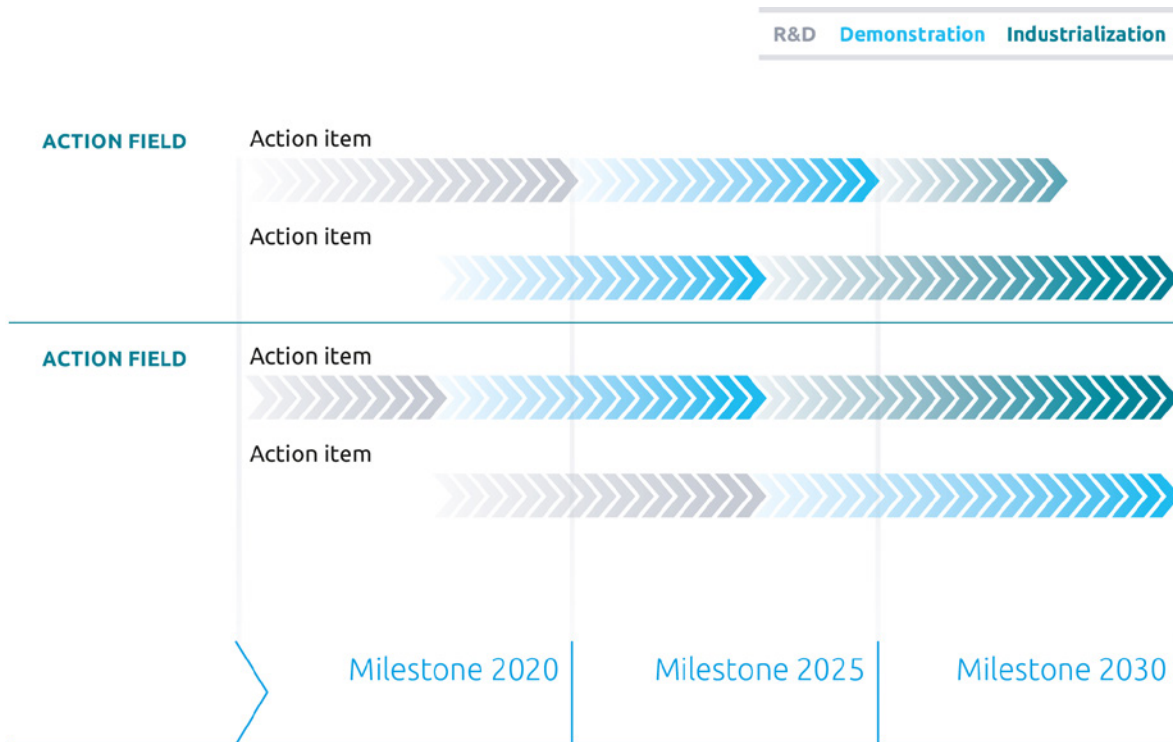 R&D Demonstration Industrialization
ACTION FIELD
Action item
Action item
ACTION FIELD
Action item
Action item
Milestone 2020
Milestone 2025
Milestone 2030